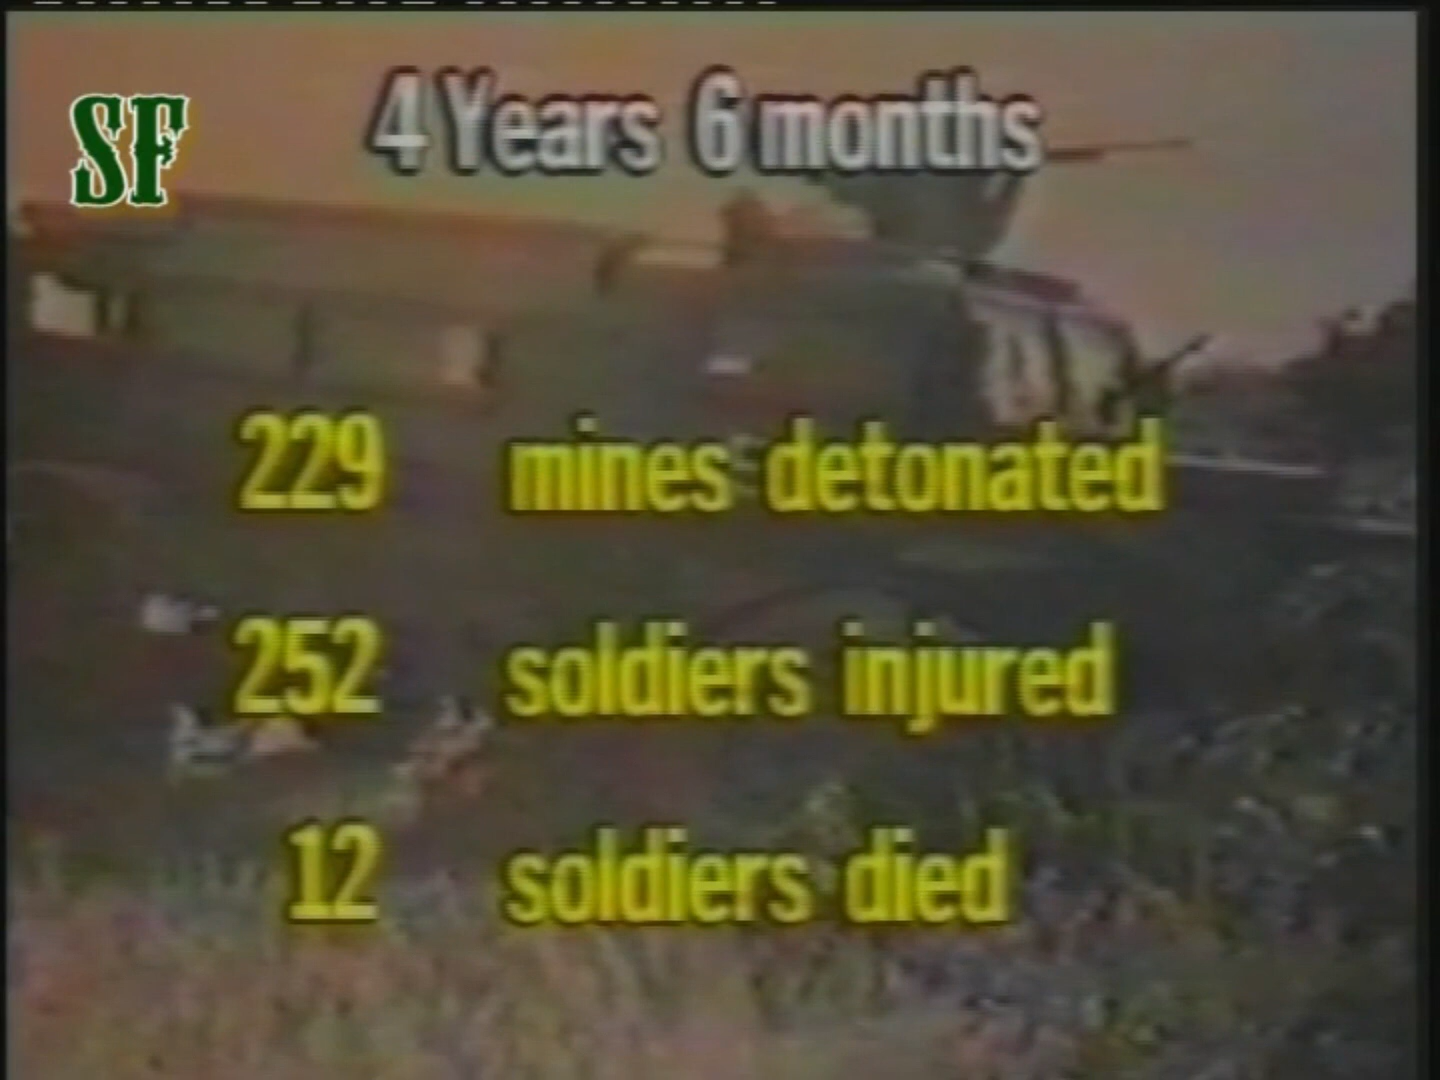 SF
4 Years 6 months
229 mines detonated
252 soldiers injured
12 soldiers died